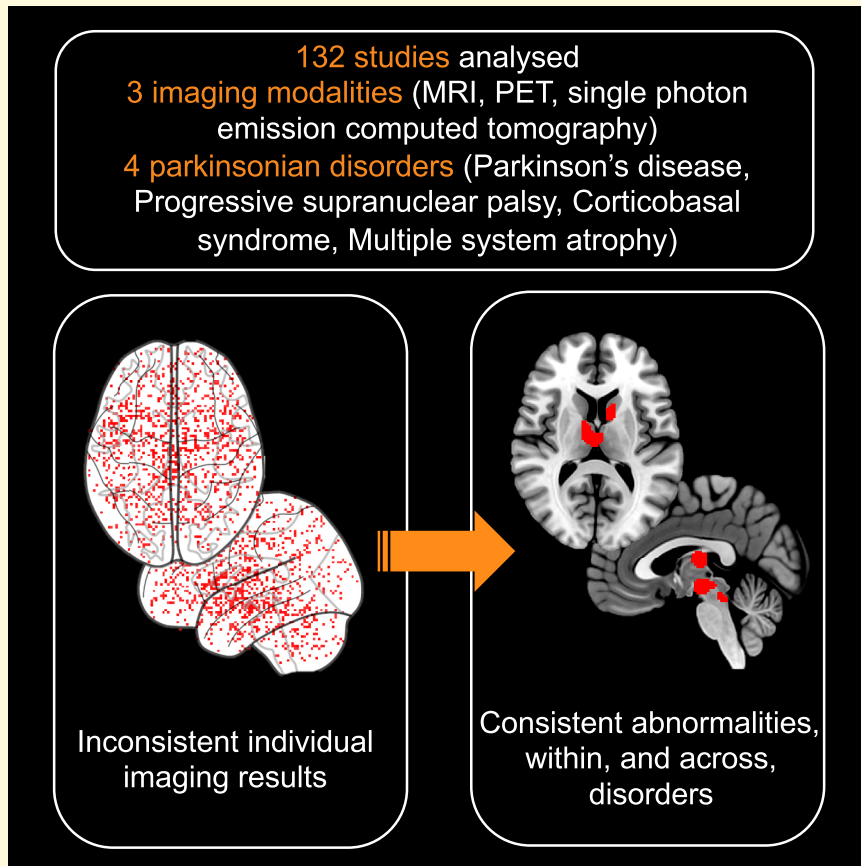 132 studies analysed
3 imaging modalities (MRI, PET, single photon
emission computed tomography)
4 parkinsonian disorders (Parkinson’s disease,
Progressive supranuclear palsy, Corticobasal
syndrome, Multiple system atrophy)
Inconsistent individual
imaging results
Consistent abnormalities,
within, and across,
disorders